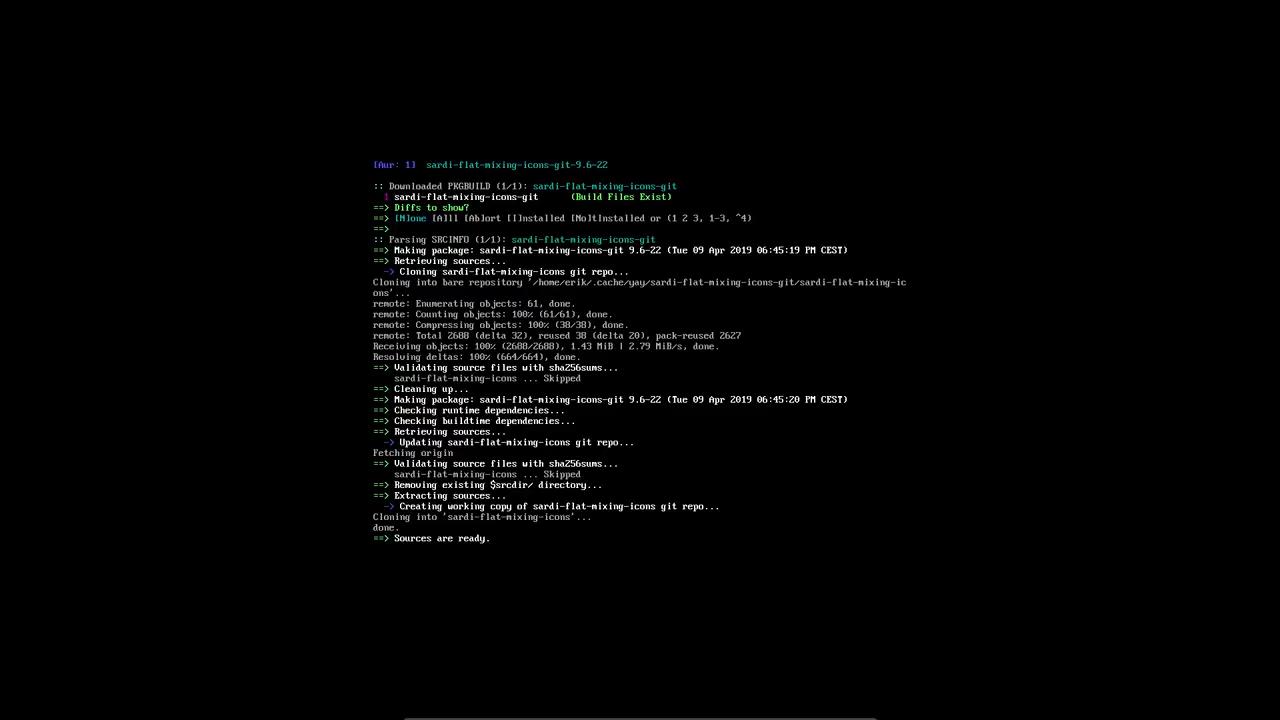 [Aur: 1]  sardi-flat-mixing-icons-git-9.6-22
:: Downloaded PKGBUILD (1/1): sardi-flat-mixing-icons-git
  1 sardi-flat-mixing-icons-git      (Build Files Exist)
==> Diffs to show?
==> [N]one [A]ll [Ab]ort [I]nstalled [No]tInstalled or (1 2 3, 1-3, ^4)
==>
:: Parsing SRCINFO (1/1): sardi-flat-mixing-icons-git
==> Making package: sardi-flat-mixing-icons-git 9.6-22 (Tue 09 Apr 2019 06:45:19 PM CEST)
==> Retrieving sources...
  -> Cloning sardi-flat-mixing-icons git repo...
Cloning into bare repository '/home/erik/.cache/yay/sardi-flat-mixing-icons-git/sardi-flat-mixing-ic
ons'...
remote: Enumerating objects: 61, done.
remote: Counting objects: 100% (61/61), done.
remote: Compressing objects: 100% (38/38), done.
remote: Total 2688 (delta 32), reused 38 (delta 20), pack-reused 2627
Receiving objects: 100% (2688/2688), 1.43 MiB | 2.79 MiB/s, done.
Resolving deltas: 100% (664/664), done.
==> Validating source files with sha256sums...
    sardi-flat-mixing-icons ... Skipped
==> Cleaning up...
==> Making package: sardi-flat-mixing-icons-git 9.6-22 (Tue 09 Apr 2019 06:45:20 PM CEST)
==> Checking runtime dependencies...
==> Checking buildtime dependencies...
==> Retrieving sources...
  -> Updating sardi-flat-mixing-icons git repo...
Fetching origin
==> Validating source files with sha256sums...
    sardi-flat-mixing-icons ... Skipped
==> Removing existing $srcdir/ directory...
==> Extracting sources...
  -> Creating working copy of sardi-flat-mixing-icons git repo...
Cloning into 'sardi-flat-mixing-icons'...
done.
==> Sources are ready.